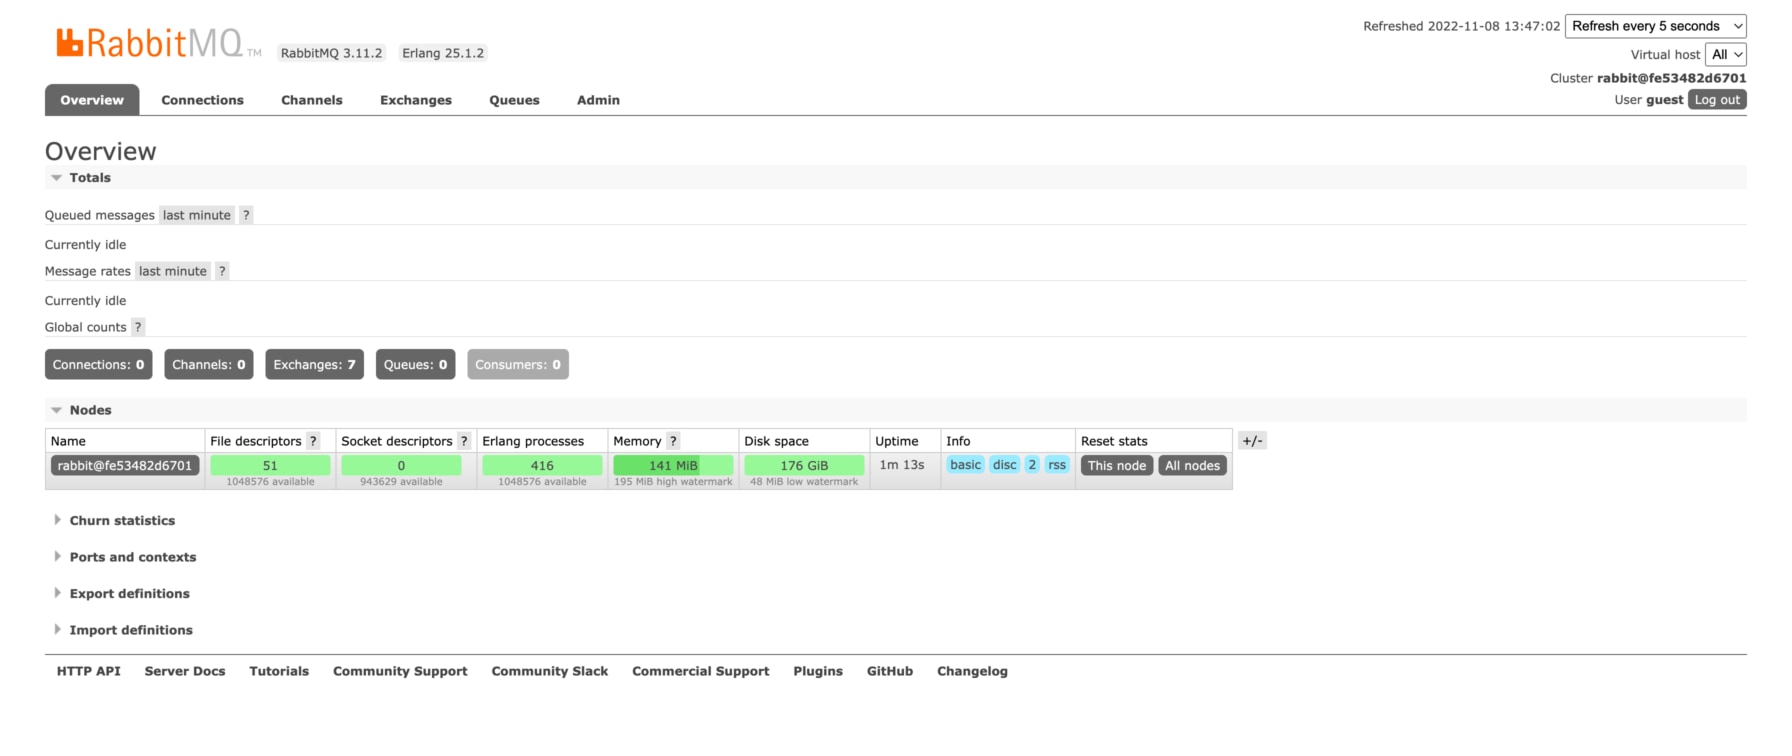 RabbitMQ TM RabbitMQ 3.11.2 Erlang 25.1.2
Refreshed 2022-11-08 13:47:02 Refresh every 5 seconds
Virtual host All
Cluster rabbit@fe53482d6701
User guest Log out
Overview Connections Channels Exchanges Queues Admin
Overview
Totals
Queued messages last minute ?
Currently idle
Message rates last minute ?
Currently idle
Global counts ?
Connections: 0 Channels: 0 Exchanges: 7 Queues: 0 Consumers: 0
Nodes
Name File descriptors ? Socket descriptors ? Erlang processes Memory ? Disk space Uptime Info Reset stats +/-
rabbit@fe53482d6701 51 0 416 141 MiB 176 GiB 1m 13s basic disc 2 rss This node All nodes
1048576 available 943629 available 1048576 available 195 MiB high watermark 48 MiB low watermark
Churn statistics
Ports and contexts
Export definitions
Import definitions
HTTP API Server Docs Tutorials Community Support Community Slack Commercial Support Plugins GitHub Changelog